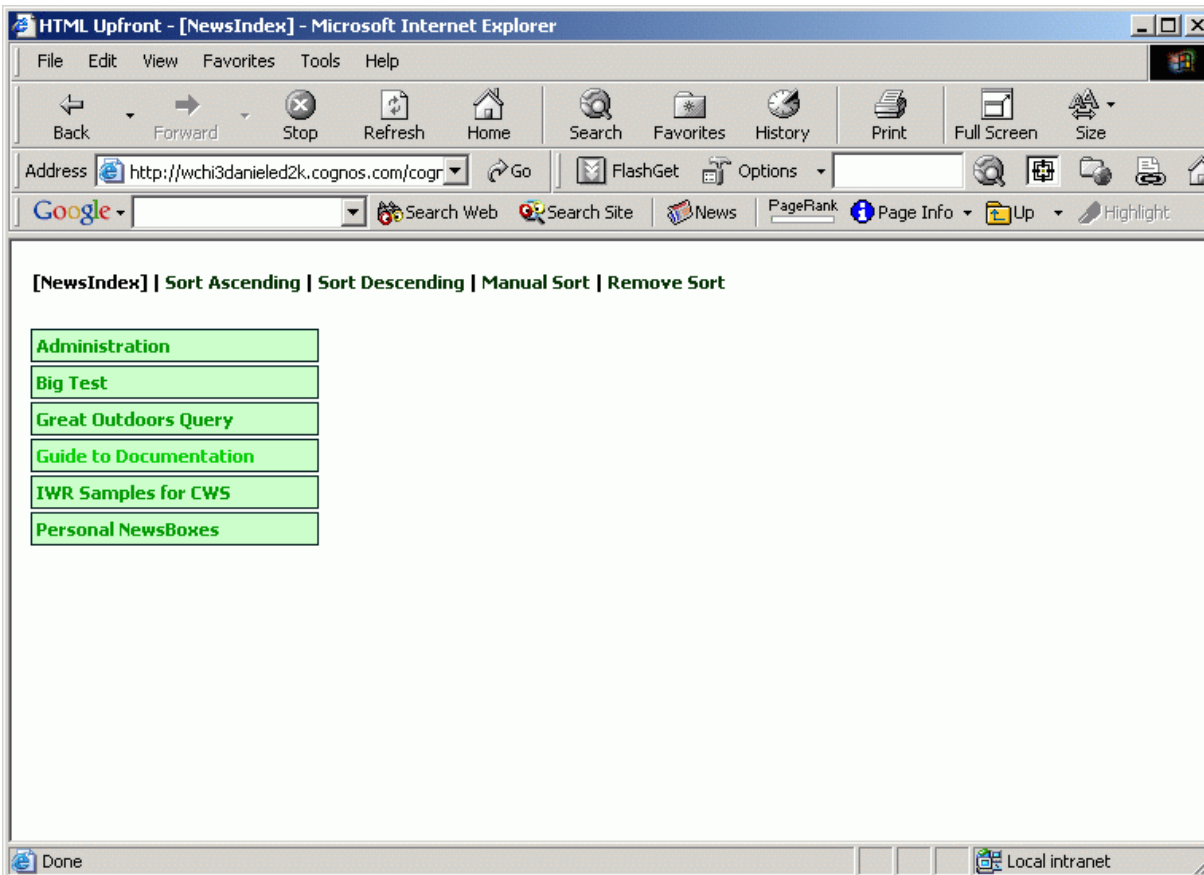 HTML Upfront - [NewsIndex] - Microsoft Internet Explorer
File Edit View Favorites Tools Help
Back Forward Stop Refresh Home Search Favorites History Print Full Screen Size
Address http://wchi3danieled2k.cognos.com/cogr Go FlashGet Options
Google Search Web Search Site News PageRank Page Info Up Highlight
[NewsIndex] | Sort Ascending | Sort Descending | Manual Sort | Remove Sort
Administration
Big Test
Great Outdoors Query
Guide to Documentation
IWR Samples for CWS
Personal NewsBoxes
Done Local intranet